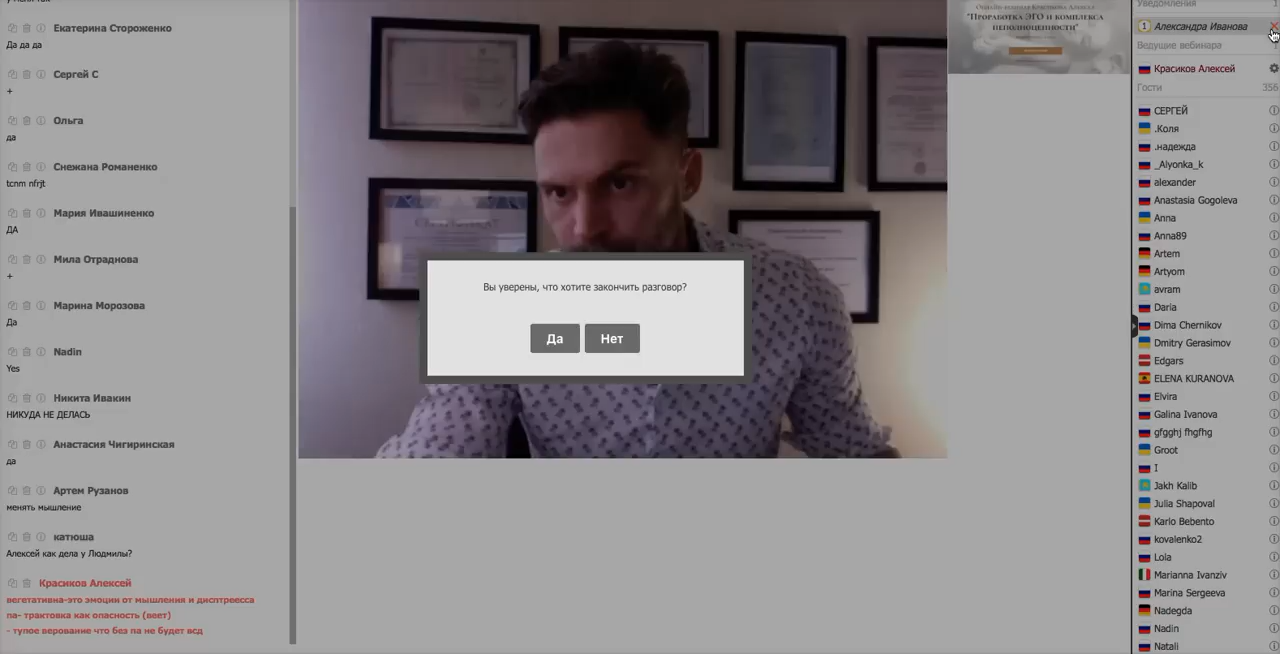 Екатерина Стороженко
Да да да
Сергей С
+
Ольга
да
Снежана Романенко
tcnm nfrjt
Мария Ивашиненко
ДА
Мила Отраднова
+
Марина Морозова
Да
Nadin
Yes
Никита Ивакин
НИКУДА НЕ ДЕЛАСЬ
Анастасия Чигиринская
да
Артем Рузанов
менять мышление
катюша
Алексей как дела у Людмилы?
Красиков Алексей
вегетативна-это эмоции от мышления и дисптреесса
па- трактовка как опасность (веет)
- тупое верование что без па не будет всд
Вы уверены, что хотите закончить разговор?
Да
Нет
"Проработка ЭГО и комплекса
неполноценности"
Уведомления 1
1 Александра Иванова
Ведущие вебинара
Красиков Алексей
Гости 356
СЕРГЕЙ
.Коля
.надежда
_Alyonka_k
alexander
Anastasia Gogoleva
Anna
Anna89
Artem
Artyom
avram
Daria
Dima Chernikov
Dmitry Gerasimov
Edgars
ELENA KURANOVA
Elvira
Galina Ivanova
gfgghj fhgfhg
Groot
I
Jakh Kalib
Julia Shapoval
Karlo Bebento
kovalenko2
Lola
Marianna Ivanziv
Marina Sergeeva
Nadegda
Nadin
Natali